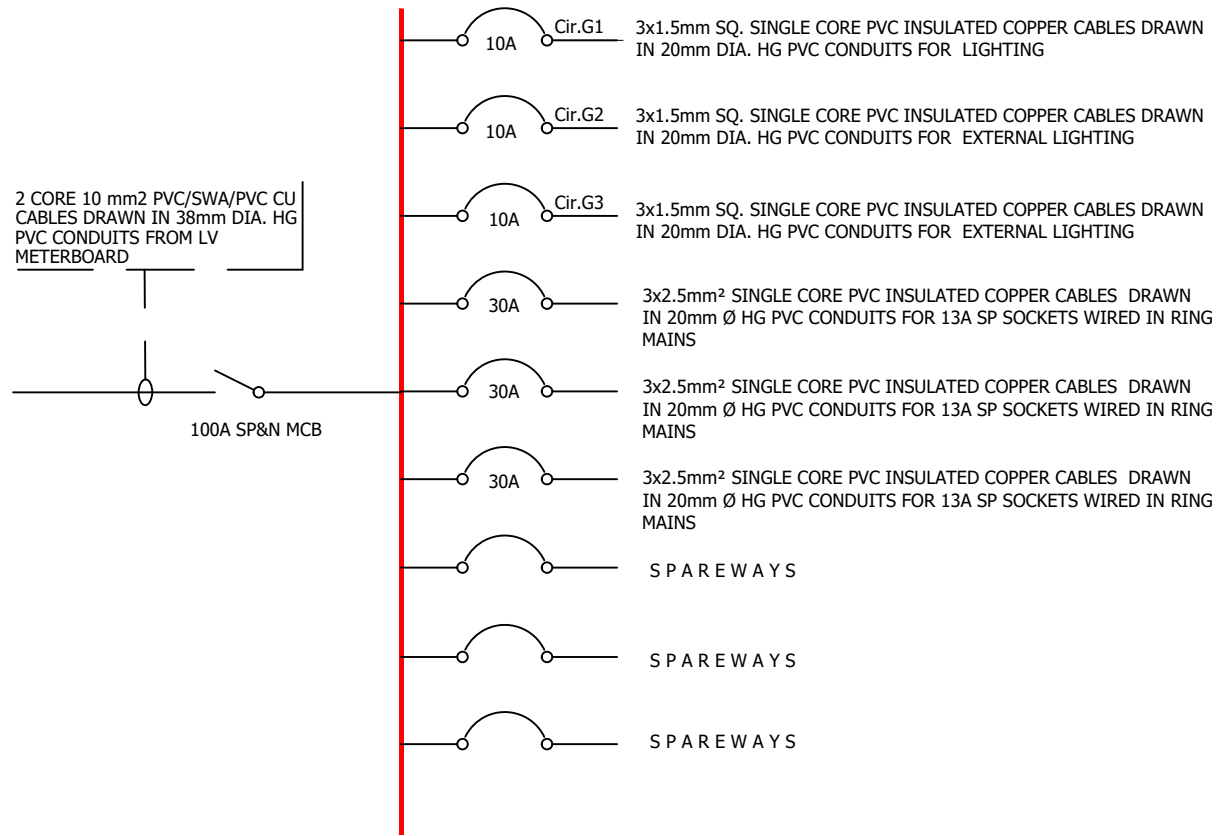 10A
Cir.G1
3x1.5mm SQ. SINGLE CORE PVC INSULATED COPPER CABLES DRAWN
IN 20mm DIA. HG PVC CONDUITS FOR LIGHTING
10A
Cir.G2
3x1.5mm SQ. SINGLE CORE PVC INSULATED COPPER CABLES DRAWN
IN 20mm DIA. HG PVC CONDUITS FOR EXTERNAL LIGHTING
2 CORE 10 mm2 PVC/SWA/PVC CU
CABLES DRAWN IN 38mm DIA. HG
PVC CONDUITS FROM LV
METERBOARD
10A
Cir.G3
3x1.5mm SQ. SINGLE CORE PVC INSULATED COPPER CABLES DRAWN
IN 20mm DIA. HG PVC CONDUITS FOR EXTERNAL LIGHTING
30A
3x2.5mm² SINGLE CORE PVC INSULATED COPPER CABLES DRAWN
IN 20mm Ø HG PVC CONDUITS FOR 13A SP SOCKETS WIRED IN RING
MAINS
100A SP&N MCB
30A
3x2.5mm² SINGLE CORE PVC INSULATED COPPER CABLES DRAWN
IN 20mm Ø HG PVC CONDUITS FOR 13A SP SOCKETS WIRED IN RING
MAINS
30A
3x2.5mm² SINGLE CORE PVC INSULATED COPPER CABLES DRAWN
IN 20mm Ø HG PVC CONDUITS FOR 13A SP SOCKETS WIRED IN RING
MAINS
S P A R E W A Y S
S P A R E W A Y S
S P A R E W A Y S